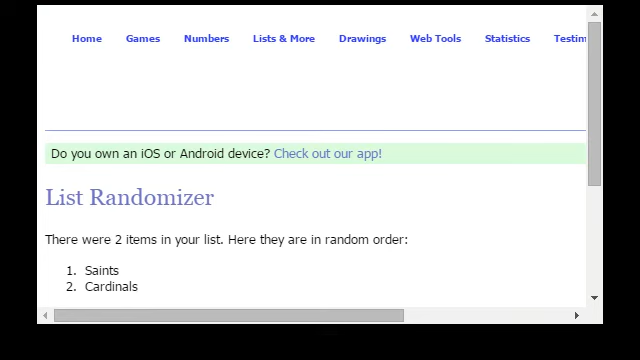 Home Games Numbers Lists & More Drawings Web Tools Statistics
Do you own an iOS or Android device? Check out our app!
List Randomizer
There were 2 items in your list. Here they are in random order:
1. Saints
2. Cardinals